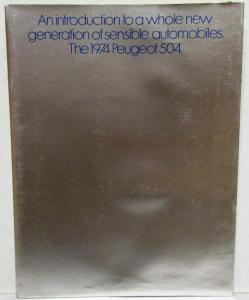 An introduction to a whole new
generation of sensible automobiles.
The 1974 Peugeot 504